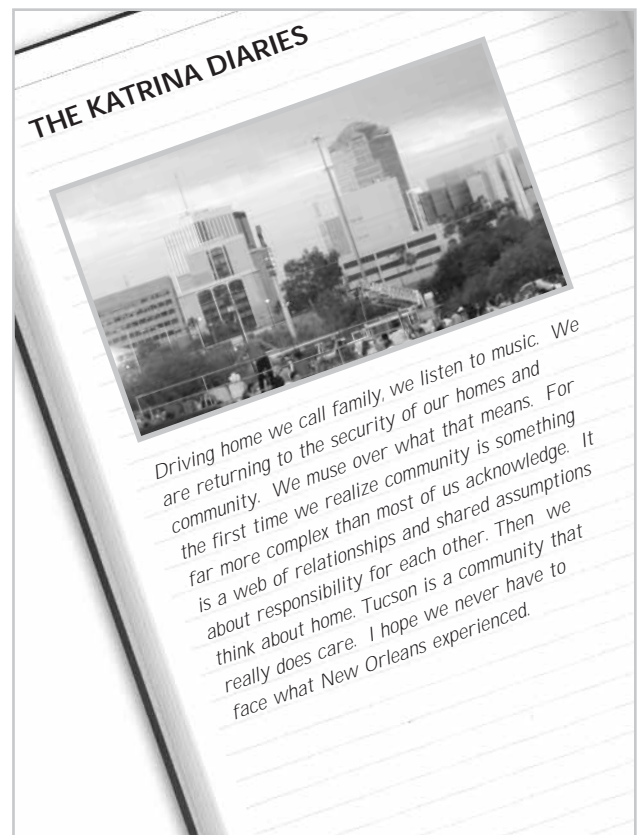 THE KATRINA DIARIES
Driving home we call family, we listen to music. We
are returning to the security of our homes and
community. We muse over what that means. For
the first time we realize community is something
far more complex than most of us acknowledge. It
is a web of relationships and shared assumptions
about responsibility for each other. Then we
think about home. Tucson is a community that
really does care. I hope we never have to
face what New Orleans experienced.